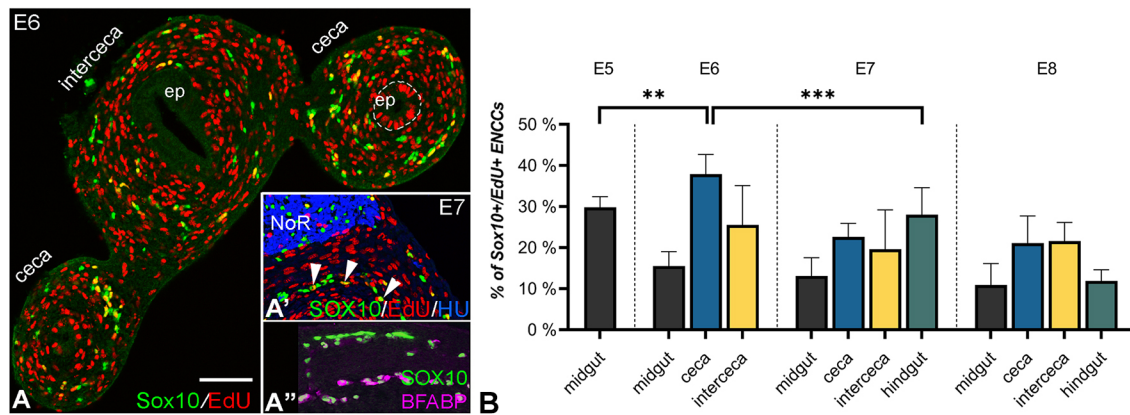 E6
interceca
ceca
ep
ep
ceca
E7
NoR
A' SOX10/EdU/HU
SOX10
A" BFABP
A Sox10/EdU
B
E5 E6 E7 E8
** ***
% of Sox10+/EdU+ ENCCs
50 %
40 %
30 %
20 %
10 %
0 %
midgut midgut ceca interceca midgut ceca interceca hindgut midgut ceca interceca hindgut